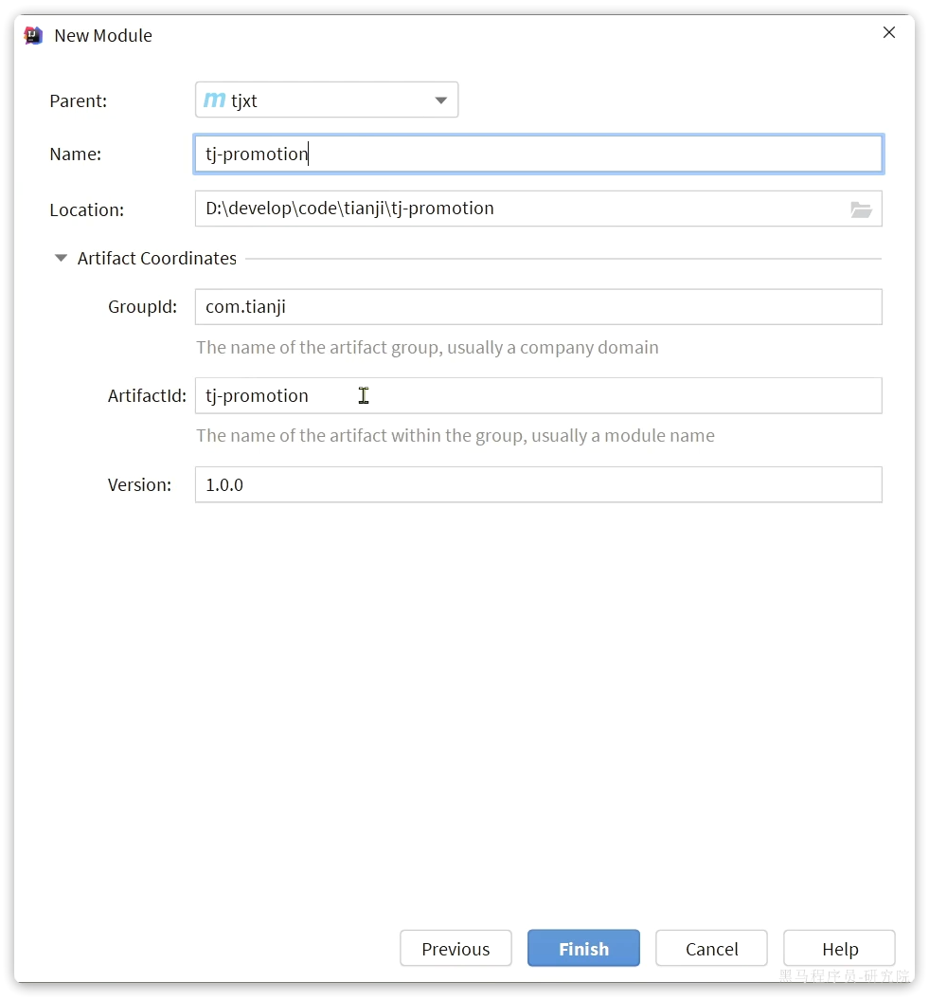 New Module
Parent: m tjxt
Name: tj-promotion
Location: D:\develop\code\tianji\tj-promotion
Artifact Coordinates
GroupId: com.tianji
The name of the artifact group, usually a company domain
ArtifactId: tj-promotion
The name of the artifact within the group, usually a module name
Version: 1.0.0
Previous Finish Cancel Help
黑马程序员-研究院